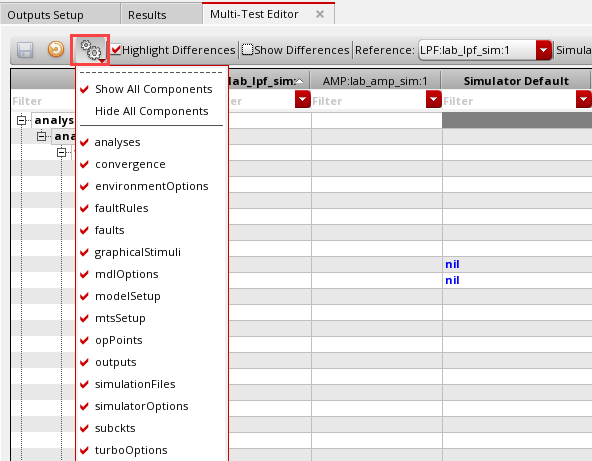 Outputs Setup Results Multi-Test Editor
Highlight Differences Show Differences Reference: LPF:lab_lpf_sim:1 Simula
lab_lpf_sim: AMP:lab_amp_sim:1 Simulator Default
Filter Filter Filter
Show All Components
Hide All Components
analys
ana
analyses
convergence
environmentOptions
faultRules
faults
graphicalStimuli
nil
mdlOptions
nil
modelSetup
mtsSetup
opPoints
outputs
simulationFiles
simulatorOptions
subckts
turboOptions